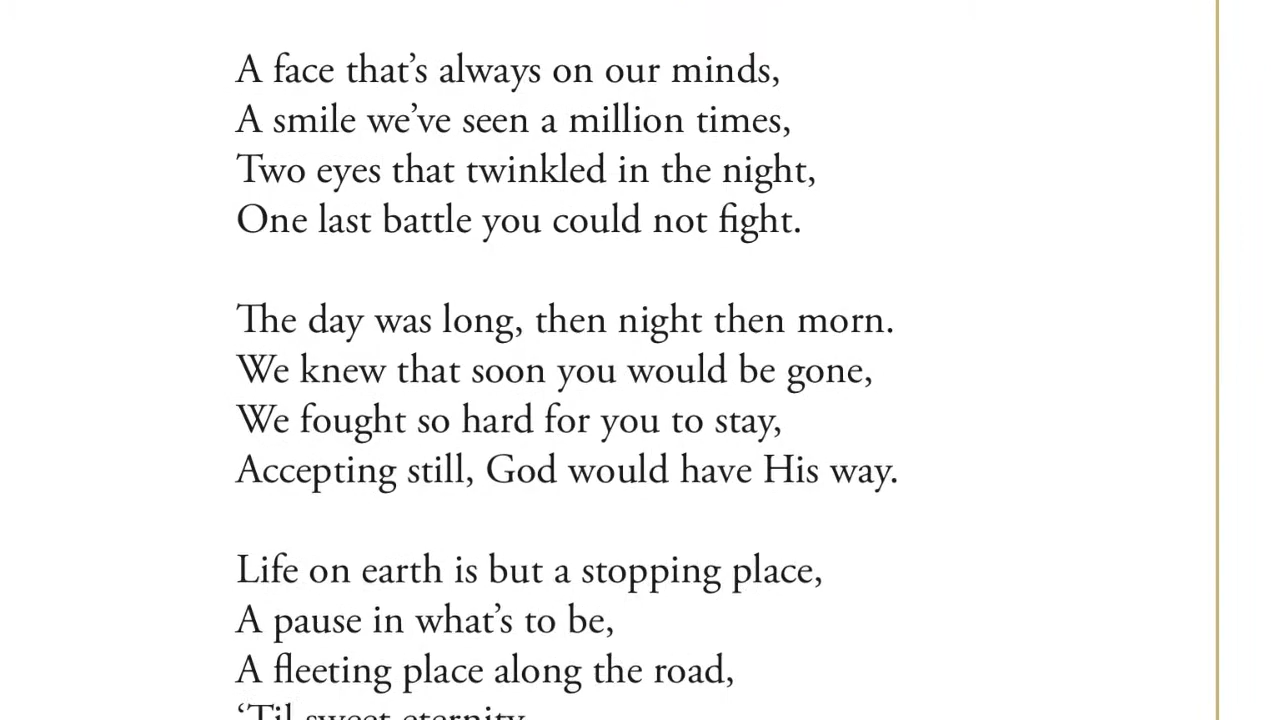 A face that’s always on our minds,
A smile we’ve seen a million times,
Two eyes that twinkled in the night,
One last battle you could not fight.
The day was long, then night then morn.
We knew that soon you would be gone,
We fought so hard for you to stay,
Accepting still, God would have His way.
Life on earth is but a stopping place,
A pause in what’s to be,
A fleeting place along the road,
‘Til sweet eternity.